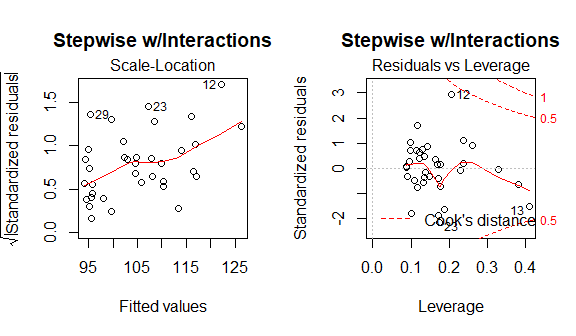 Stepwise w/Interactions
Scale-Location
√|Standardized residuals|
0.0 0.5 1.0 1.5
12
29
23
95 105 115 125
Fitted values
Stepwise w/Interactions
Residuals vs Leverage
Standardized residuals
-2 0 1 2 3
12
1
0.5
13
Cook's distance
0.5
23
0.0 0.1 0.2 0.3 0.4
Leverage